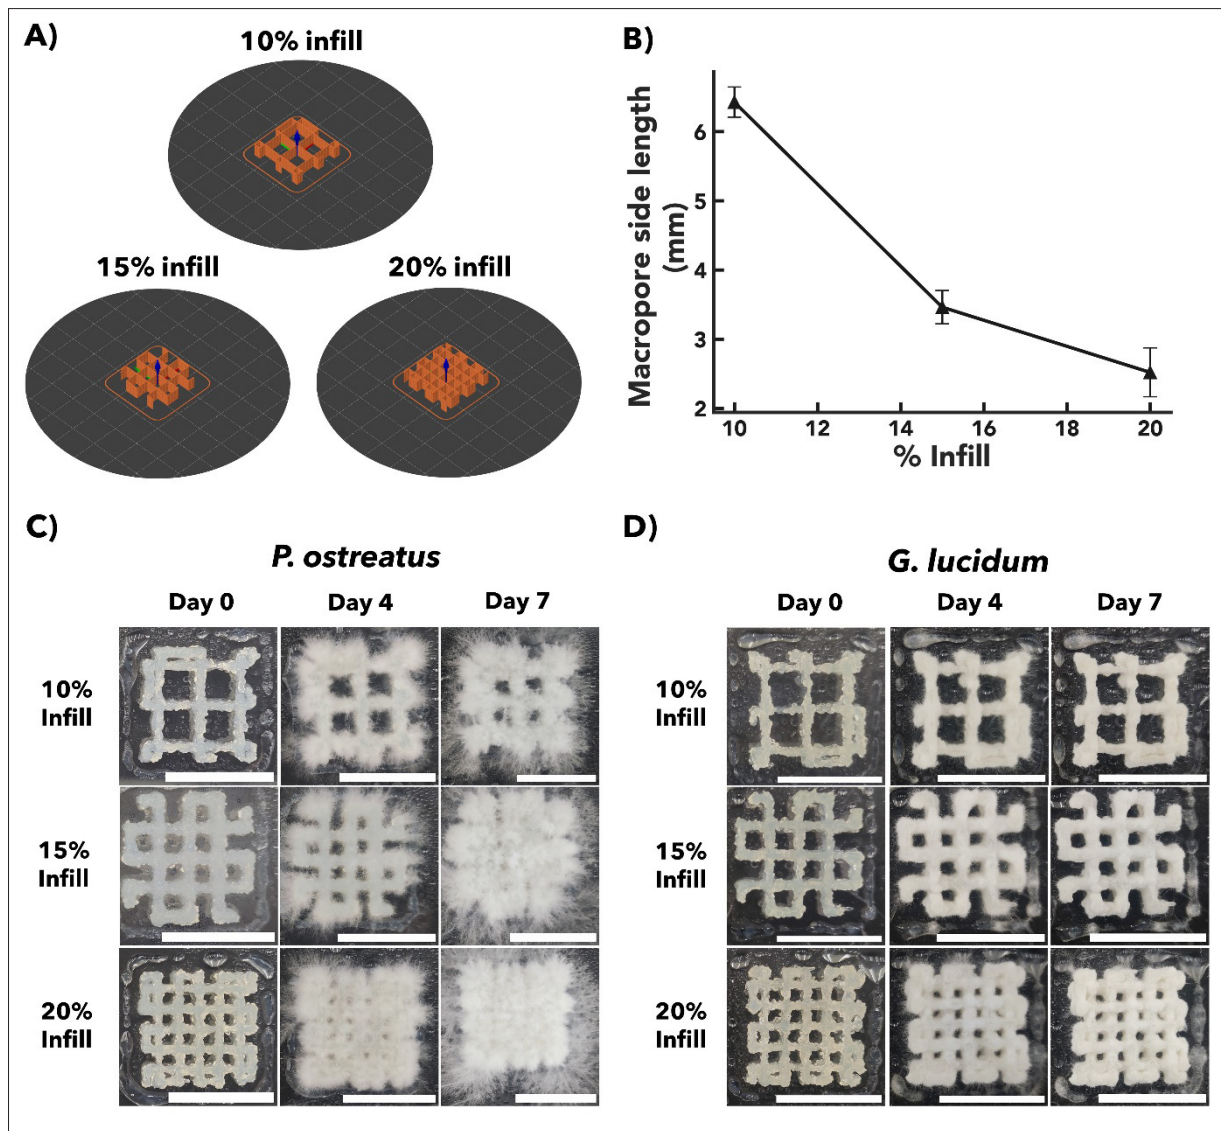 A)
10% infill
15% infill
20% infill
B)
Macropore side length
(mm)
6
5
4
3
2
10
12
14
16
18
20
% Infill
C)
P. ostreatus
Day 0
Day 4
Day 7
10%
Infill
15%
Infill
20%
Infill
D)
G. lucidum
Day 0
Day 4
Day 7
10%
Infill
15%
Infill
20%
Infill